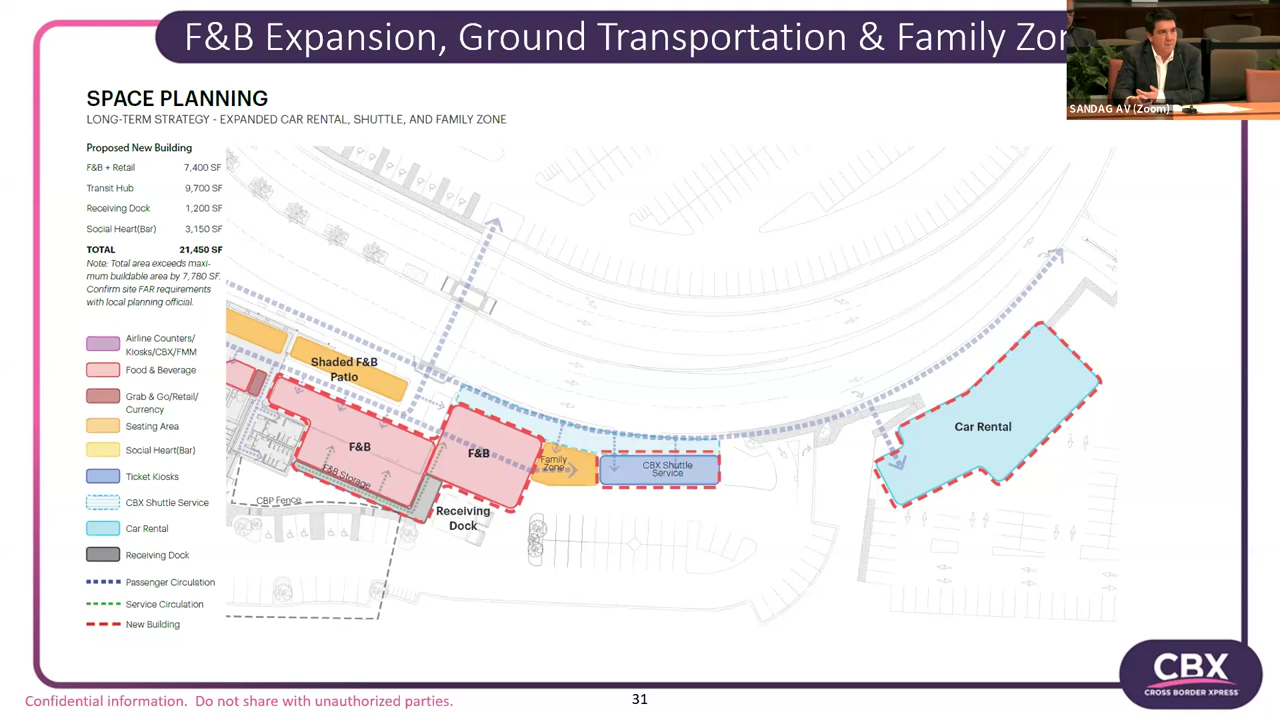 F&B Expansion, Ground Transportation & Family Zon
SANDAG AV (Zoom)
SPACE PLANNING
LONG-TERM STRATEGY - EXPANDED CAR RENTAL, SHUTTLE, AND FAMILY ZONE
Proposed New Building
F&B + Retail 7,400 SF
Transit Hub 9,700 SF
Receiving Dock 1,200 SF
Social Heart(Bar) 3,150 SF
TOTAL 21,450 SF
Note: Total area exceeds maxi-
mum buildable area by 7,780 SF.
Confirm site FAR requirements
with local planning official.
Airline Counters/
Kiosks/CBX/FMM
Food & Beverage
Grab & Go/Retail/
Currency
Seating Area
Social Heart(Bar)
Ticket Kiosks
CBX Shuttle Service
Car Rental
Receiving Dock
Passenger Circulation
Service Circulation
New Building
Shaded F&B
Patio
F&B
F&B
F&B Storage
Family
Zone
CBX Shuttle
Service
Car Rental
CBP Fence
Receiving
Dock
CBX
CROSS BORDER XPRESS
Confidential information. Do not share with unauthorized parties.
31